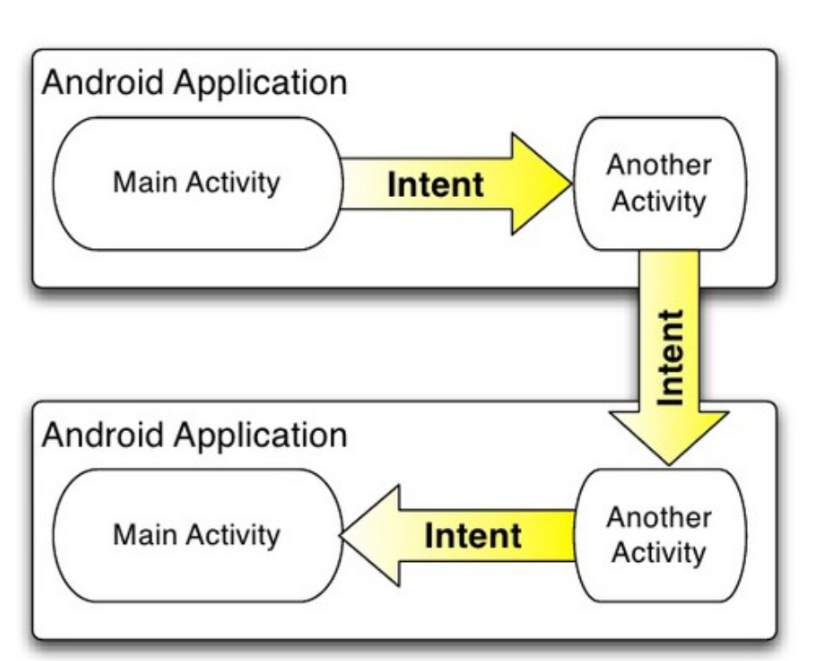 Android Application
Main Activity
Intent
Another
Activity
Intent
Android Application
Main Activity
Intent
Another
Activity